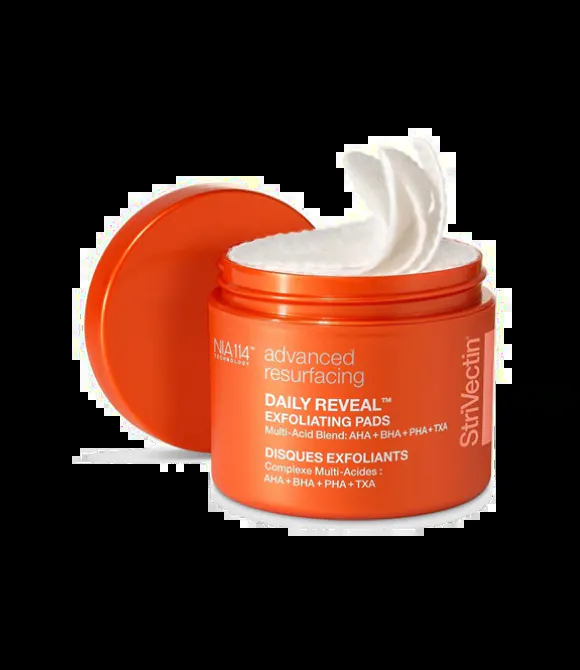 NIA114™
TECHNOLOGY
advanced
resurfacing
DAILY REVEAL™
EXFOLIATING PADS
Multi-Acid Blend: AHA + BHA + PHA + TXA
DISQUES EXFOLIANTS
Complexe Multi-Acides :
AHA + BHA + PHA + TXA
StriVectin®